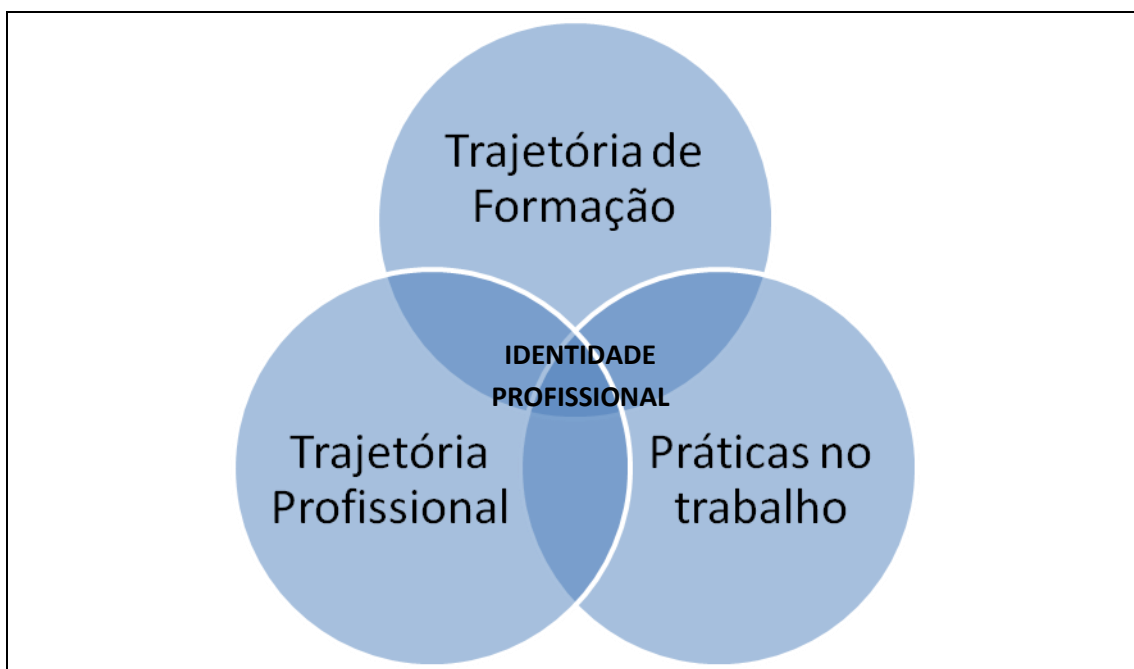 Trajetória de
Formação
IDENTIDADE
PROFISSIONAL
Trajetória
Profissional
Práticas no
trabalho